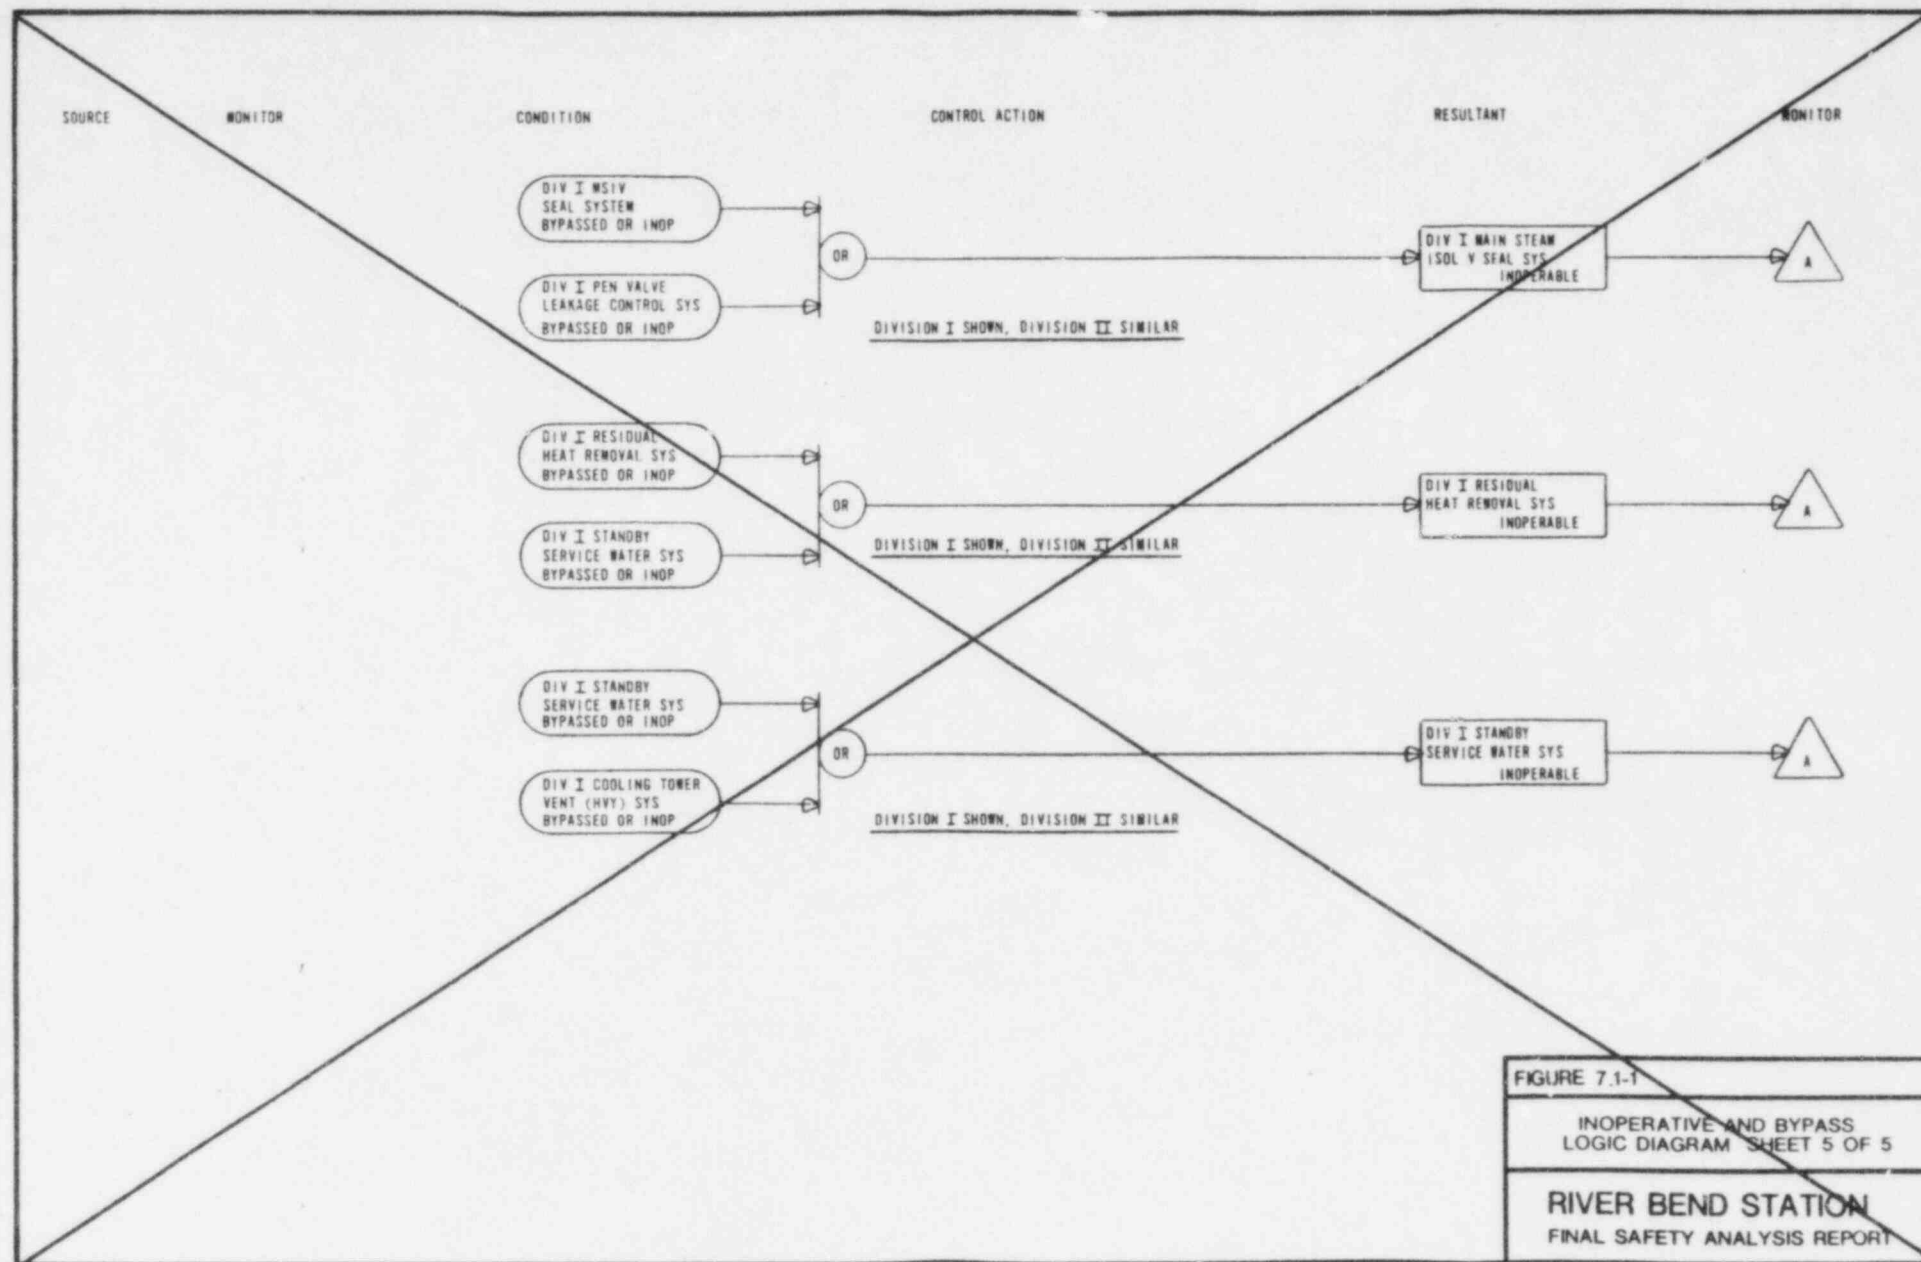 SOURCE MONITOR CONDITION CONTROL ACTION RESULTANT MONITOR
DIV I MSIV
SEAL SYSTEM
BYPASSED OR INOP
DIV I PEN VALVE
LEAKAGE CONTROL SYS
BYPASSED OR INOP
OR
DIVISION I SHOWN, DIVISION II SIMILAR
DIV I MAIN STEAM
ISOL V SEAL SYS
INOPERABLE
A
DIV I RESIDUAL
HEAT REMOVAL SYS
BYPASSED OR INOP
DIV I STANDBY
SERVICE WATER SYS
BYPASSED OR INOP
OR
DIVISION I SHOWN, DIVISION II SIMILAR
DIV I RESIDUAL
HEAT REMOVAL SYS
INOPERABLE
A
DIV I STANDBY
SERVICE WATER SYS
BYPASSED OR INOP
DIV I COOLING TOWER
VENT (HVY) SYS
BYPASSED OR INOP
OR
DIVISION I SHOWN, DIVISION II SIMILAR
DIV I STANDBY
SERVICE WATER SYS
INOPERABLE
A
FIGURE 7.1-1
INOPERATIVE AND BYPASS
LOGIC DIAGRAM SHEET 5 OF 5
RIVER BEND STATION
FINAL SAFETY ANALYSIS REPORT